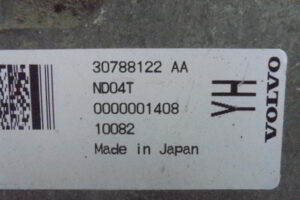 30788122 AA
ND04T
0000001408
10082
Made in Japan
YH
VOLVO